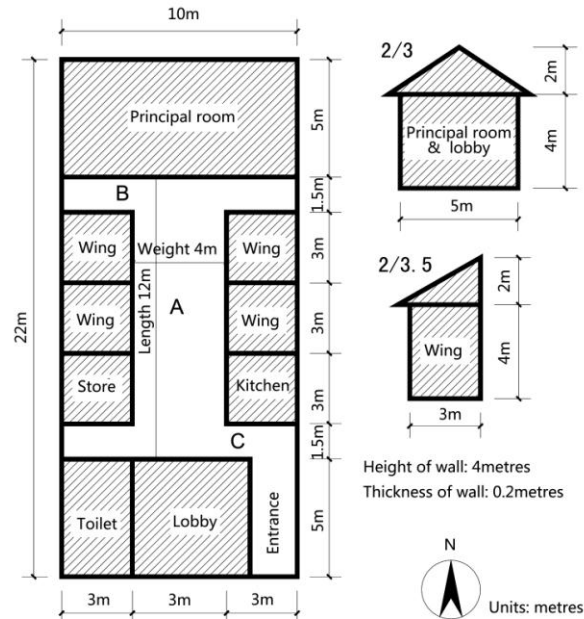 10m
22m
Principal room
5m
B
1.5m
Wing
Weight 4m
Wing
3m
Length 12m
A
Wing
Wing
3m
Store
Kitchen
3m
C
1.5m
Toilet
Lobby
Entrance
5m
3m
3m
3m
2/3
2m
Principal room
& lobby
4m
5m
2/3.5
2m
Wing
4m
3m
Height of wall: 4metres
Thickness of wall: 0.2metres
N
Units: metres